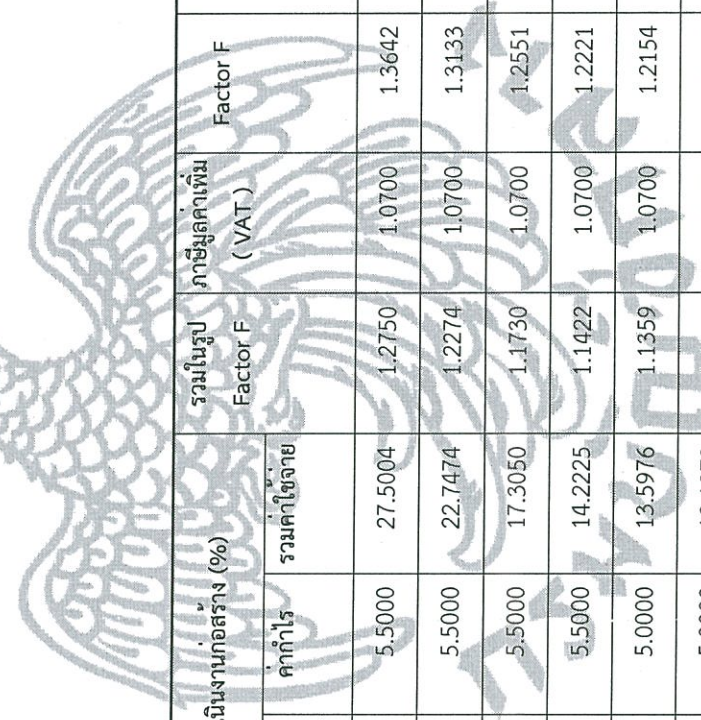 นินงานก่อสร้าง (%)
รวมในรูป
Factor F
ภาษีมูลค่าเพิ่ม
( VAT )
Factor F
ค่ากำไร
รวมค่าใช้จ่าย
5.5000 27.5004 1.2750 1.0700 1.3642
5.5000 22.7474 1.2274 1.0700 1.3133
5.5000 17.3050 1.1730 1.0700 1.2551
5.5000 14.2225 1.1422 1.0700 1.2221
5.0000 13.5976 1.1359 1.0700 1.2154